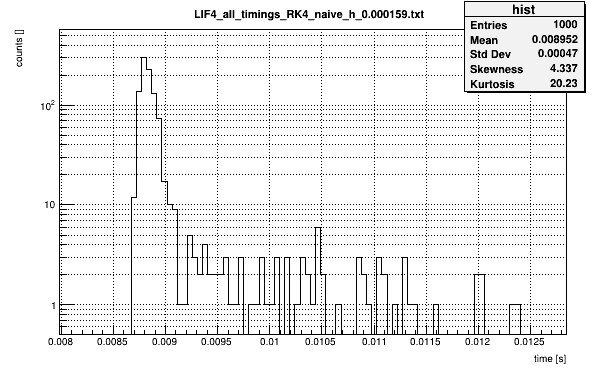 LIF4_all_timings_RK4_naive_h_0.000159.txt
hist
Entries 1000
Mean 0.008952
Std Dev 0.00047
Skewness 4.337
Kurtosis 20.23
counts []
10²
10
1
0.008 0.0085 0.009 0.0095 0.01 0.0105 0.011 0.0115 0.012 0.0125
time [s]